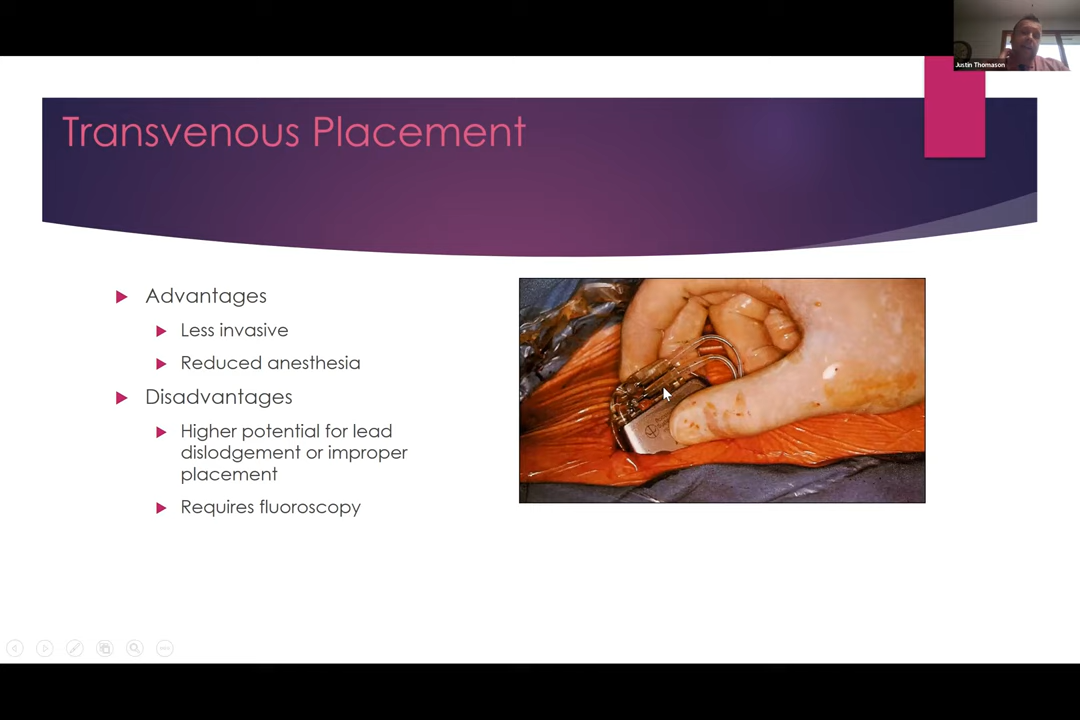 Justin Thomason
Transvenous Placement
Advantages
Less invasive
Reduced anesthesia
Disadvantages
Higher potential for lead
dislodgement or improper
placement
Requires fluoroscopy